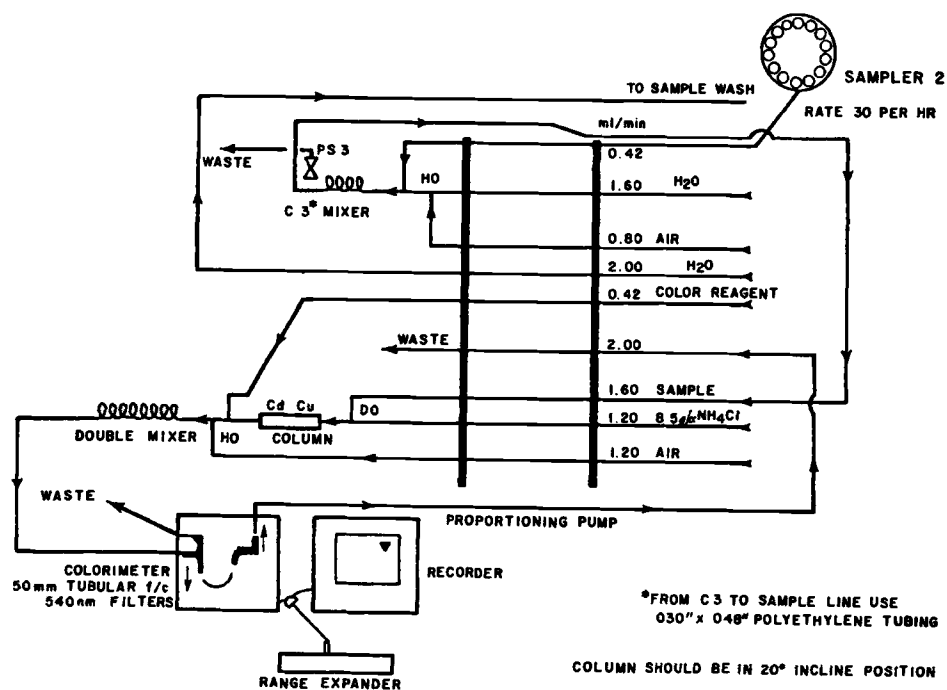 SAMPLER 2
TO SAMPLE WASH
RATE 30 PER HR
ml/min
WASTE
PS 3
0.42
HO
1.60 H2O
C 3* MIXER
0.80 AIR
2.00 H2O
0.42 COLOR REAGENT
WASTE
2.00
1.60 SAMPLE
Cd Cu
DO
1.20 NH4Cl
DOUBLE MIXER
HO
COLUMN
1.20 AIR
WASTE
PROPORTIONING PUMP
COLORIMETER
50mm TUBULAR f/c
540nm FILTERS
RECORDER
*FROM C3 TO SAMPLE LINE USE
030" x 048" POLYETHYLENE TUBING
COLUMN SHOULD BE IN 20° INCLINE POSITION
RANGE EXPANDER